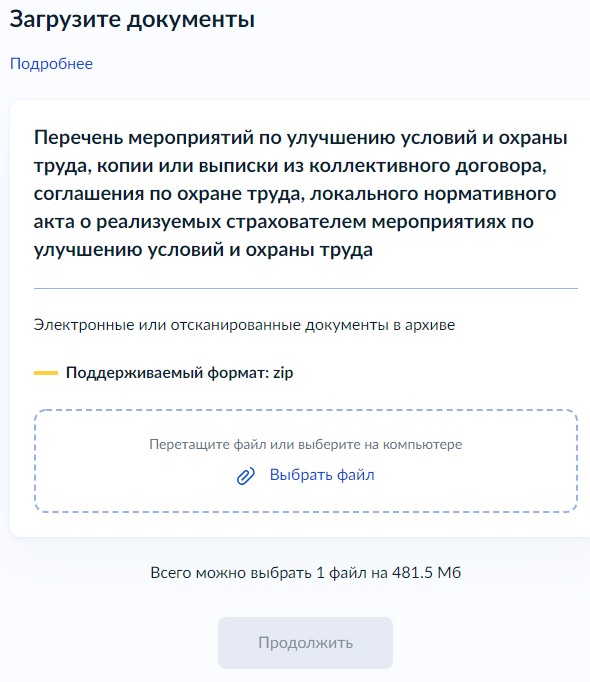 Загрузите документы
Подробнее
Перечень мероприятий по улучшению условий и охраны
труда, копии или выписки из коллективного договора,
соглашения по охране труда, локального нормативного
акта о реализуемых страхователем мероприятиях по
улучшению условий и охраны труда
Электронные или отсканированные документы в архиве
Поддерживаемый формат: zip
Перетащите файл или выберите на компьютере
Выбрать файл
Всего можно выбрать 1 файл на 481.5 Мб
Продолжить